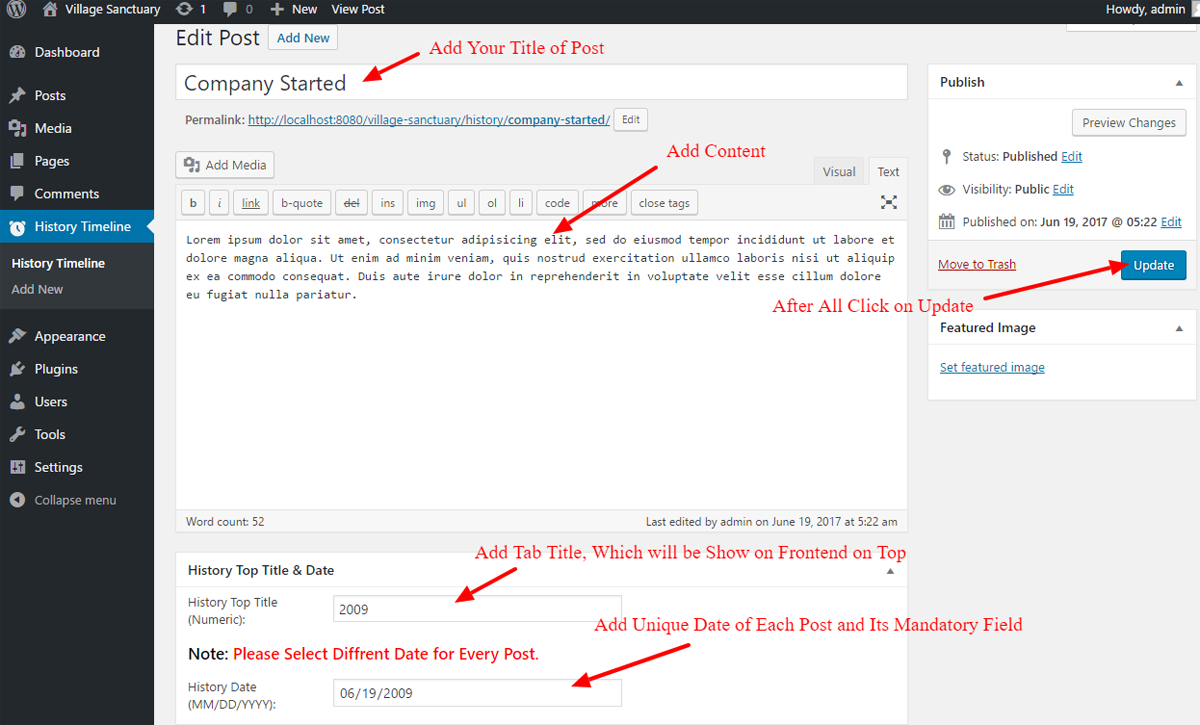 Village Sanctuary 1 0 New View Post Howdy, admin
Dashboard
Posts
Media
Pages
Comments
History Timeline
History Timeline
Add New
Appearance
Plugins
Users
Tools
Settings
Collapse menu
Edit Post Add New
Add Your Title of Post
Company Started
Permalink: http://localhost:8080/village-sanctuary/history/company-started/ Edit
Add Content
Add Media
Visual Text
b i link b-quote del ins img ul ol li code more close tags
Lorem ipsum dolor sit amet, consectetur adipisicing elit, sed do eiusmod tempor incididunt ut labore et
dolore magna aliqua. Ut enim ad minim veniam, quis nostrud exercitation ullamco laboris nisi ut aliquip
ex ea commodo consequat. Duis aute irure dolor in reprehenderit in voluptate velit esse cillum dolore
eu fugiat nulla pariatur.
Word count: 52 Last edited by admin on June 19, 2017 at 5:22 am
Add Tab Title, Which will be Show on Frontend on Top
History Top Title & Date
History Top Title
(Numeric):
2009
Add Unique Date of Each Post and Its Mandatory Field
Note: Please Select Diffrent Date for Every Post.
History Date
(MM/DD/YYYY):
06/19/2009
Publish
Preview Changes
Status: Published Edit
Visibility: Public Edit
Published on: Jun 19, 2017 @ 05:22 Edit
Move to Trash Update
After All Click on Update
Featured Image
Set featured image